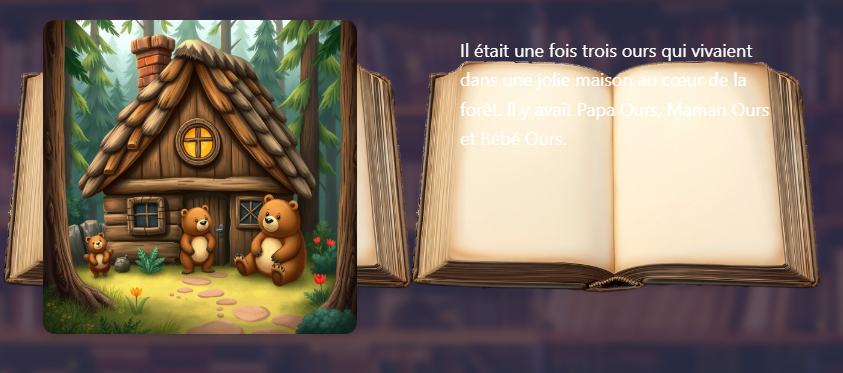 Il était une fois trois ours qui vivaient
dans une jolie maison au cœur de la
forêt. Il y avait Papa Ours, Maman Ours
et Bébé Ours.